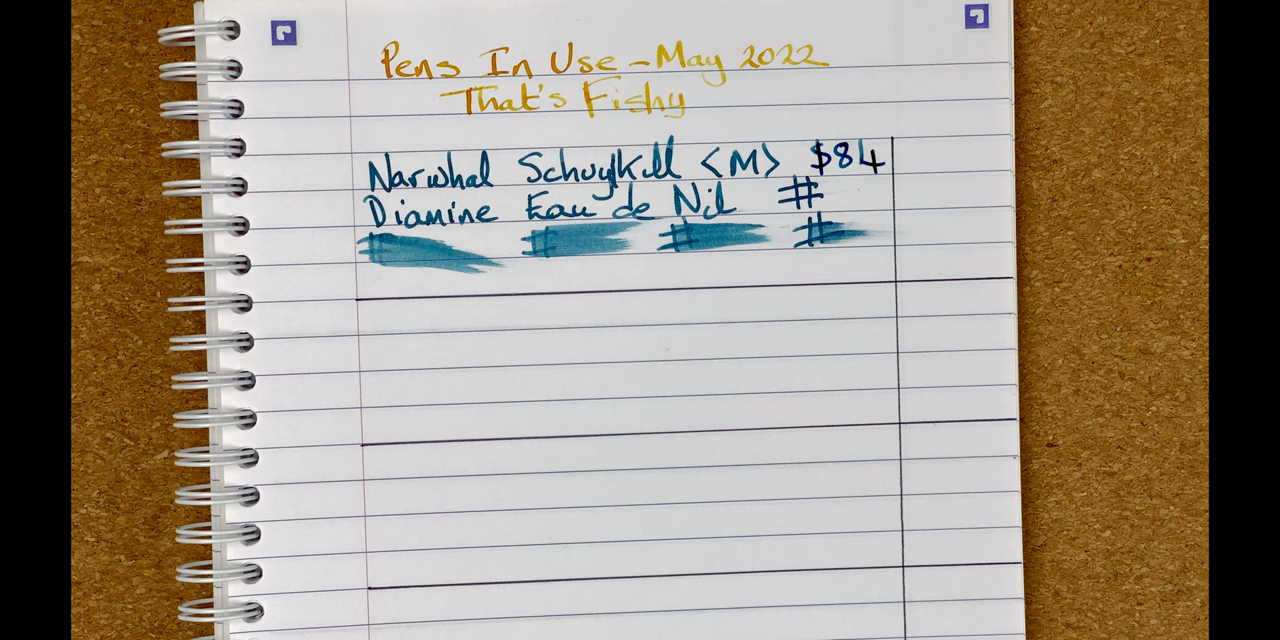 Pens In Use - May 2022
That's Fishy
Narwhal Schuylkill <M> $84
Diamine Eau de Nil #
# # # #